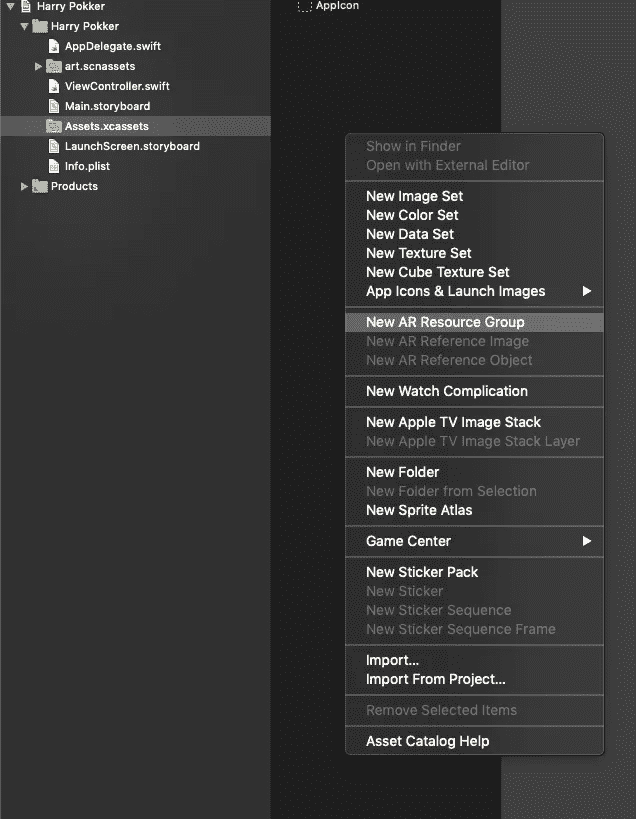 Harry Pokker
Harry Pokker
AppDelegate.swift
art.scnassets
ViewController.swift
Main.storyboard
Assets.xcassets
LaunchScreen.storyboard
Info.plist
Products
AppIcon
Show in Finder
Open with External Editor
New Image Set
New Color Set
New Data Set
New Texture Set
New Cube Texture Set
App Icons & Launch Images
New AR Resource Group
New AR Reference Image
New AR Reference Object
New Watch Complication
New Apple TV Image Stack
New Apple TV Image Stack Layer
New Folder
New Folder from Selection
New Sprite Atlas
Game Center
New Sticker Pack
New Sticker
New Sticker Sequence
New Sticker Sequence Frame
Import...
Import From Project...
Remove Selected Items
Asset Catalog Help